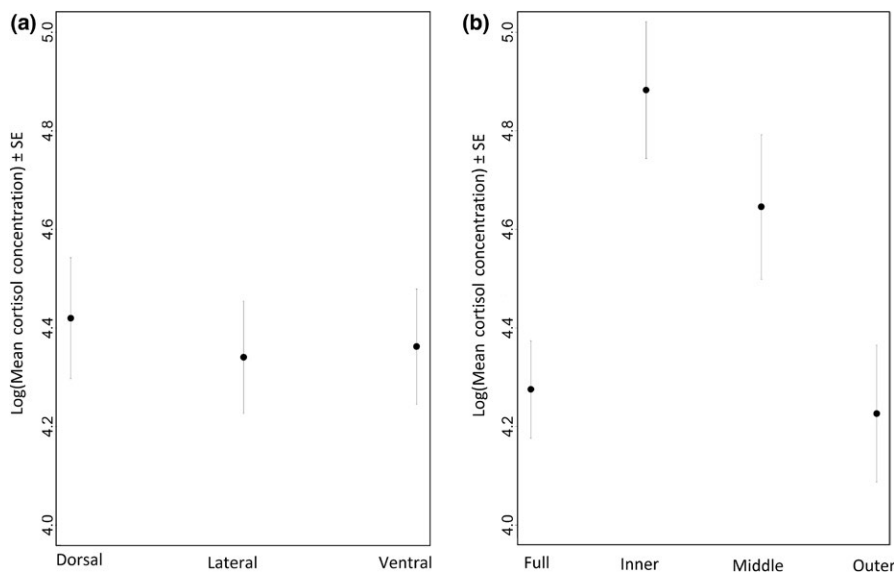 (a)
Log(Mean cortisol concentration) ± SE
5.0
4.8
4.6
4.4
4.2
4.0
Dorsal Lateral Ventral
(b)
Log(Mean cortisol concentration) ± SE
5.0
4.8
4.6
4.4
4.2
4.0
Full Inner Middle Outer